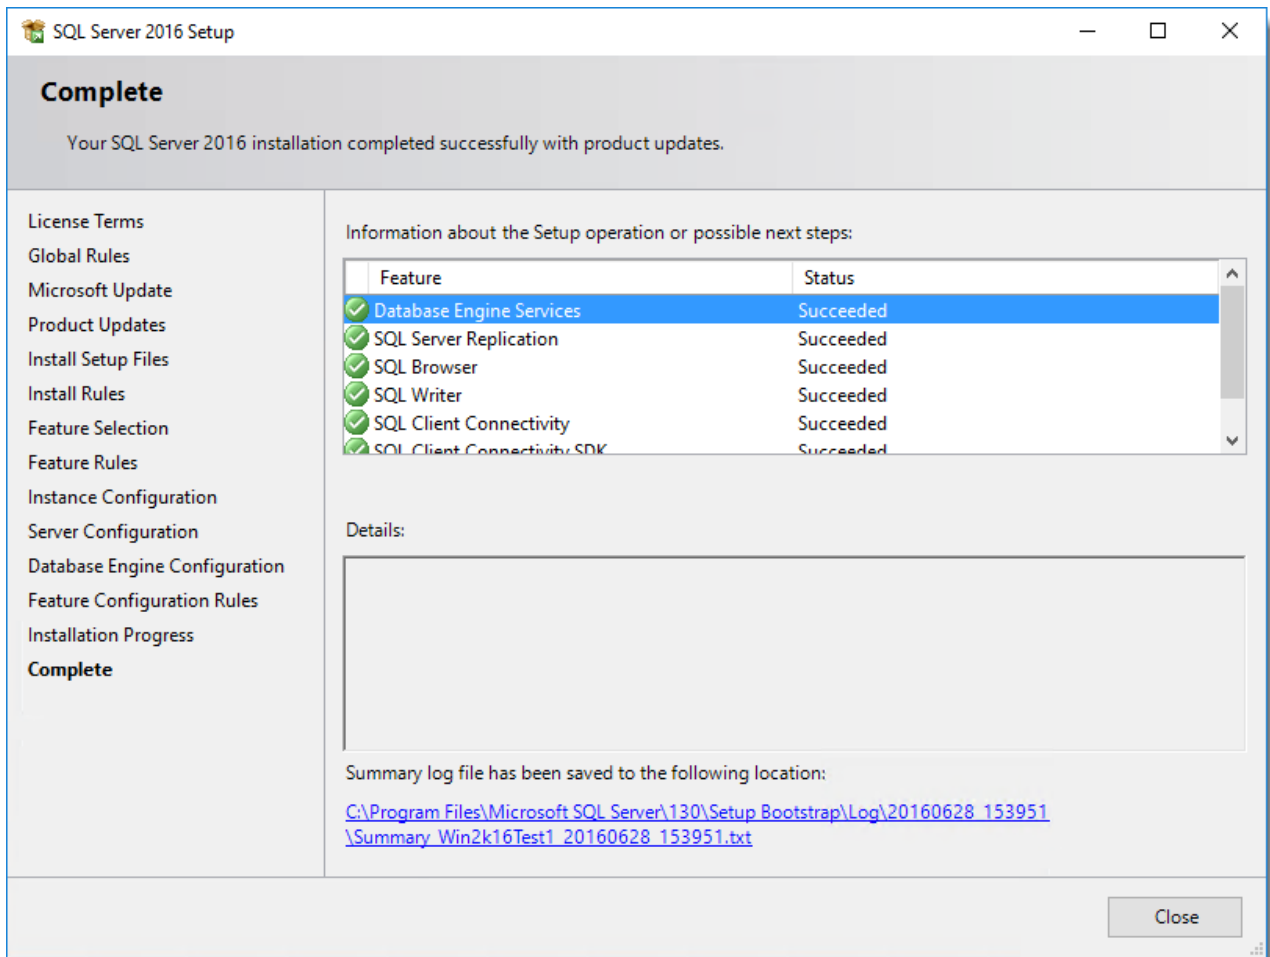 SQL Server 2016 Setup
Complete
Your SQL Server 2016 installation completed successfully with product updates.
License Terms
Global Rules
Microsoft Update
Product Updates
Install Setup Files
Install Rules
Feature Selection
Feature Rules
Instance Configuration
Server Configuration
Database Engine Configuration
Feature Configuration Rules
Installation Progress
Complete
Information about the Setup operation or possible next steps:
Feature Status
Database Engine Services Succeeded
SQL Server Replication Succeeded
SQL Browser Succeeded
SQL Writer Succeeded
SQL Client Connectivity Succeeded
SQL Client Connectivity SDK Succeeded
Details:
Summary log file has been saved to the following location:
C:\Program Files\Microsoft SQL Server\130\Setup Bootstrap\Log\20160628_153951
\Summary_Win2k16Test1_20160628_153951.txt
Close